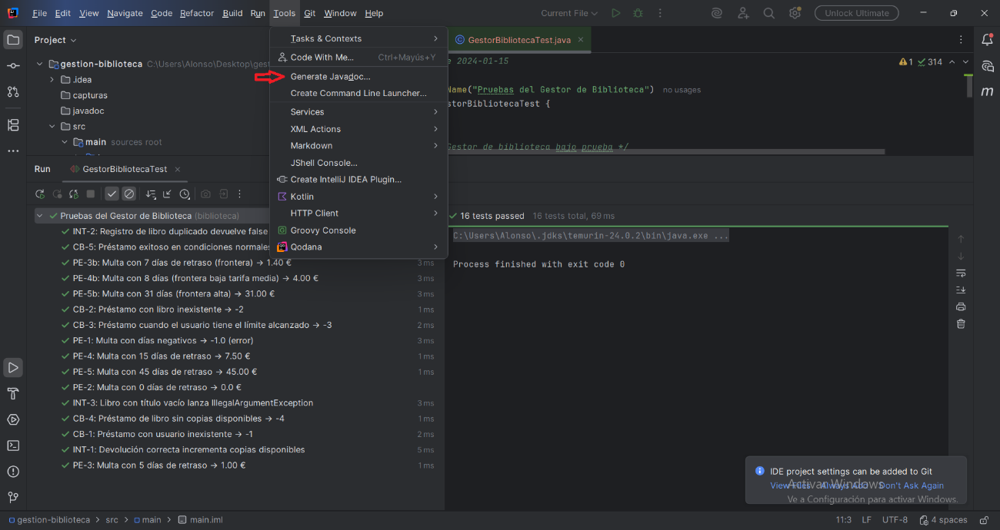 File Edit View Navigate Code Refactor Build Run Tools Git Window Help
Current File
Unlock Ultimate
Project
gestion-biblioteca C:\Users\Alonso\Desktop\gest
.idea
capturas
javadoc
src
main sources root
Tasks & Contexts
Code With Me... Ctrl+Mayús+Y
Generate Javadoc...
Create Command Line Launcher...
Services
XML Actions
Markdown
JShell Console...
Create IntelliJ IDEA Plugin...
Kotlin
HTTP Client
Groovy Console
Qodana
GestorBibliotecaTest.java
2024-01-15
1 314
Name("Pruebas del Gestor de Biblioteca") no usages
storBibliotecaTest {
Gestor de biblioteca bajo prueba */
Run GestorBibliotecaTest
Pruebas del Gestor de Biblioteca (biblioteca)
INT-2: Registro de libro duplicado devuelve false
CB-5: Préstamo exitoso en condiciones normales
PE-3b: Multa con 7 días de retraso (frontera) → 1.40 € 3 ms
PE-4b: Multa con 8 días (frontera baja tarifa media) → 4.00 € 3 ms
PE-5b: Multa con 31 días (frontera alta) → 31.00 € 3 ms
CB-2: Préstamo con libro inexistente → -2 1 ms
CB-3: Préstamo cuando el usuario tiene el límite alcanzado → -3 2 ms
PE-1: Multa con días negativos → -1.0 (error) 3 ms
PE-4: Multa con 15 días de retraso → 7.50 € 1 ms
PE-5: Multa con 45 días de retraso → 45.00 € 1 ms
PE-2: Multa con 0 días de retraso → 0.0 €
INT-3: Libro con título vacío lanza IllegalArgumentException 3 ms
CB-4: Préstamo de libro sin copias disponibles → -4 1 ms
CB-1: Préstamo con usuario inexistente → -1 2 ms
INT-1: Devolución correcta incrementa copias disponibles 5 ms
PE-3: Multa con 5 días de retraso → 1.00 € 1 ms
16 tests passed 16 tests total, 69 ms
C:\Users\Alonso\.jdks\temurin-24.0.2\bin\java.exe ...
Process finished with exit code 0
IDE project settings can be added to Git
View Files Always Add Don't Ask Again
Activar Windows
Ve a Configuración para activar Windows.
gestion-biblioteca > src > main > main.iml
11:3 LF UTF-8 4 spaces